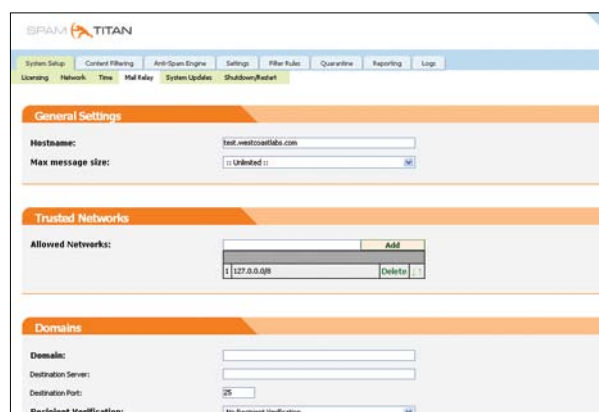 SPAM TITAN
System Setup Content Filtering Anti-Spam Engine Settings Filter Rules Quarantine Reporting Logs
Licensing Network Time Mail Relay System Updates Shutdown/Restart
General Settings
Hostname: test.westcoastlabs.com
Max message size: :: Unlimited ::
Trusted Networks
Allowed Networks: Add
1 127.0.0.0/8 Delete ↓ ↑
Domains
Domain:
Destination Server:
Destination Port: 25
Recipient Verification: No Recipient Verification